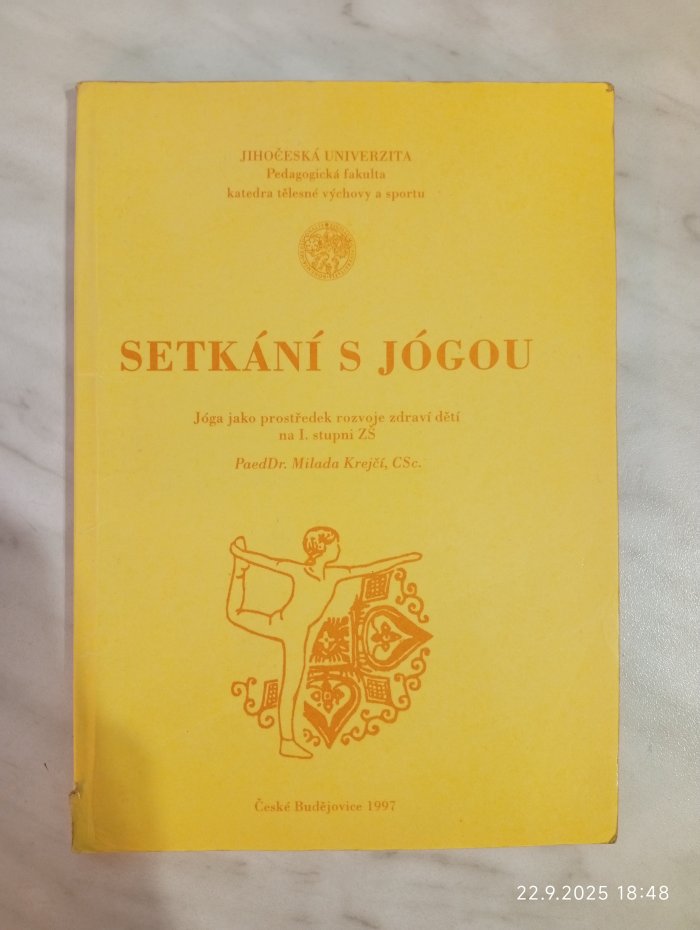 JIHOČESKÁ UNIVERZITA
Pedagogická fakulta
katedra tělesné výchovy a sportu
SETKÁNÍ S JÓGOU
Jóga jako prostředek rozvoje zdraví dětí
na I. stupni ZŠ
PaedDr. Milada Krejčí, CSc.
České Budějovice 1997
22.9.2025 18:48